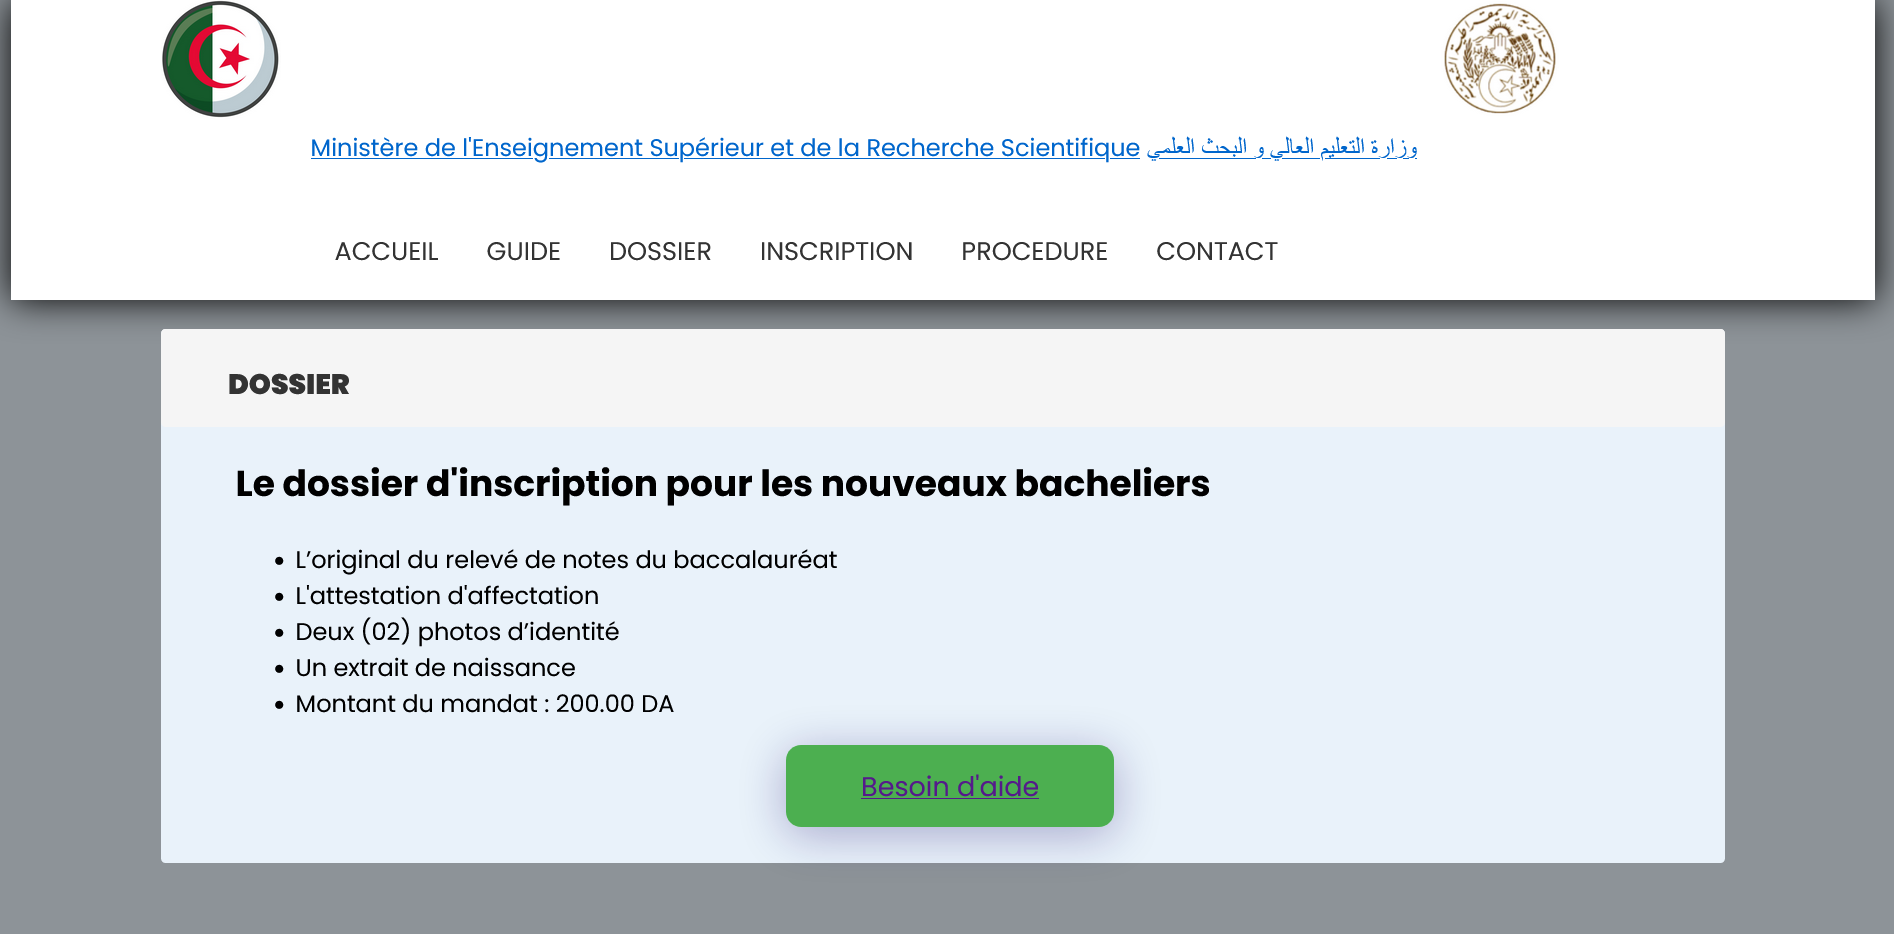 Ministère de l'Enseignement Supérieur et de la Recherche Scientifique وزارة التعليم العالي و البحث العلمي
ACCUEIL GUIDE DOSSIER INSCRIPTION PROCEDURE CONTACT
DOSSIER
Le dossier d'inscription pour les nouveaux bacheliers
• L’original du relevé de notes du baccalauréat
• L'attestation d'affectation
• Deux (02) photos d’identité
• Un extrait de naissance
• Montant du mandat : 200.00 DA
Besoin d'aide